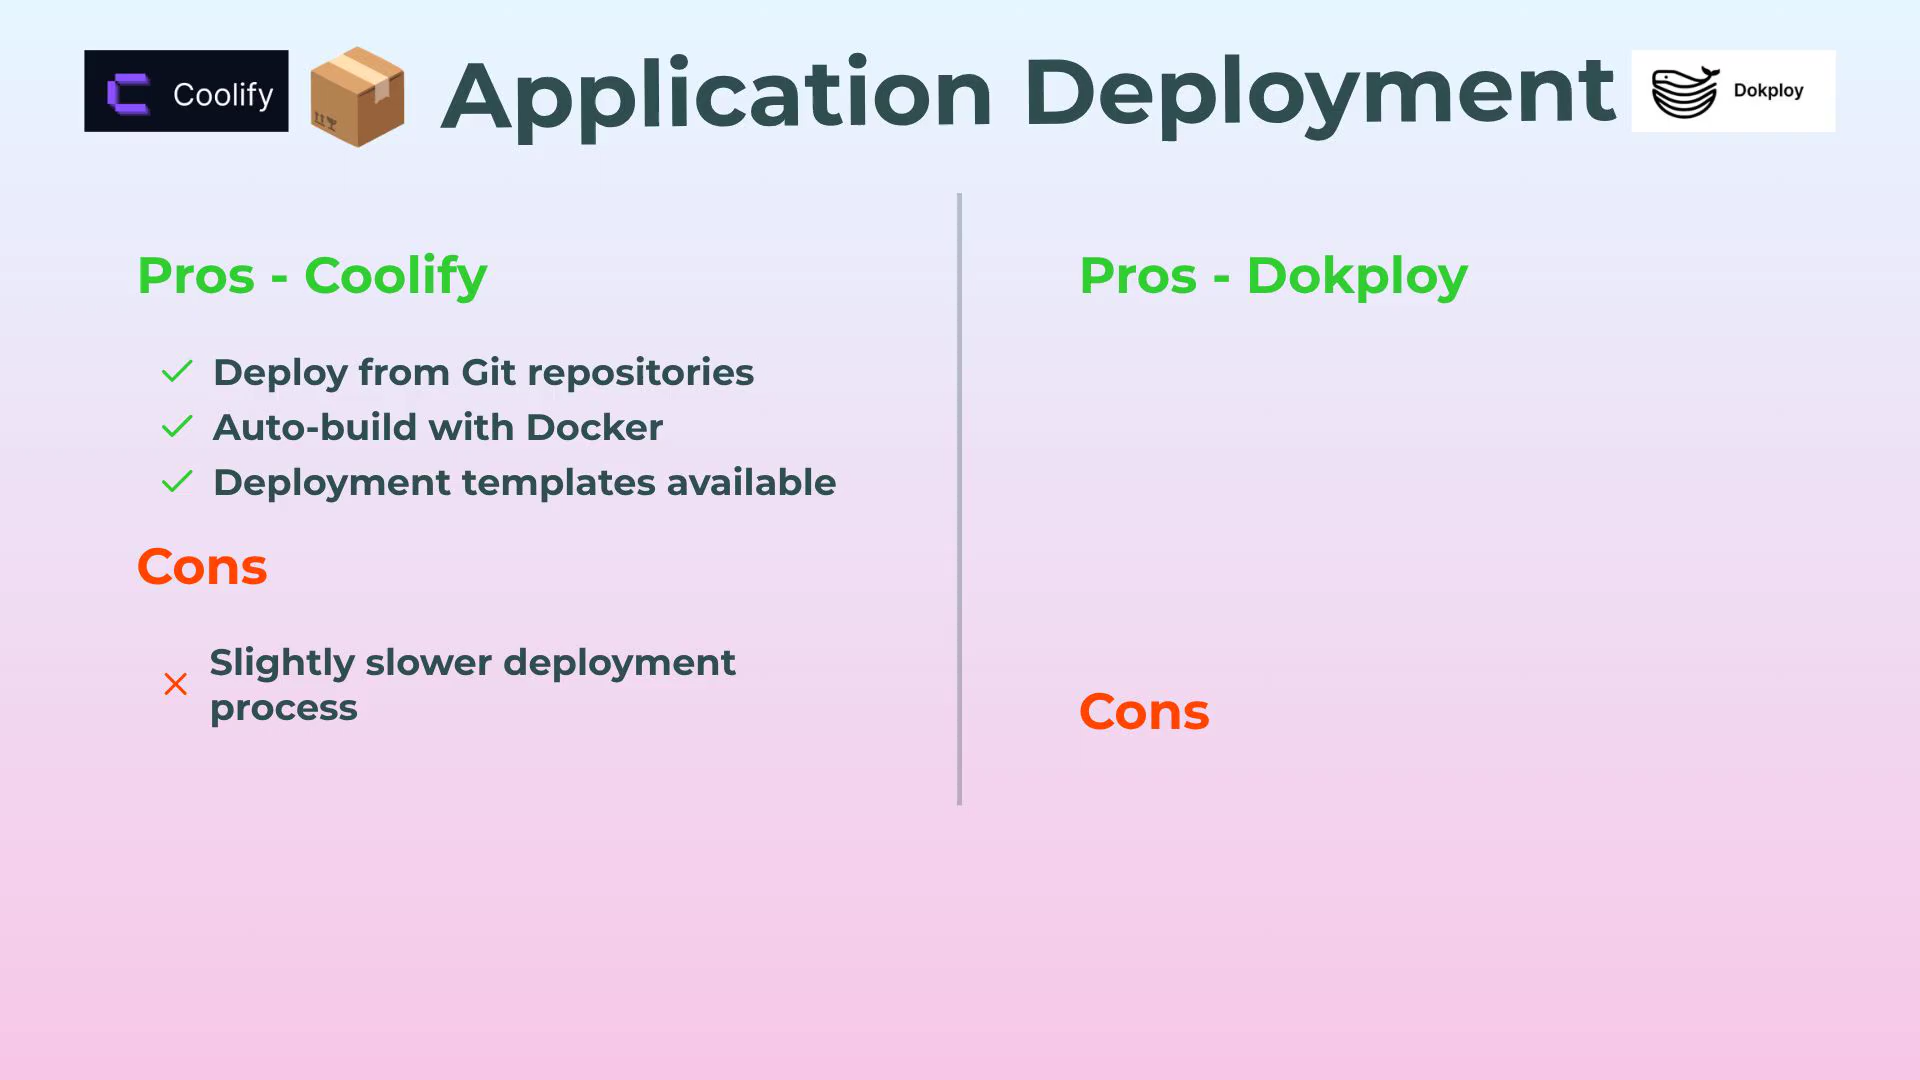 Coolify
Application Deployment
Dokploy
Pros - Coolify
Deploy from Git repositories
Auto-build with Docker
Deployment templates available
Cons
Slightly slower deployment
process
Pros - Dokploy
Cons